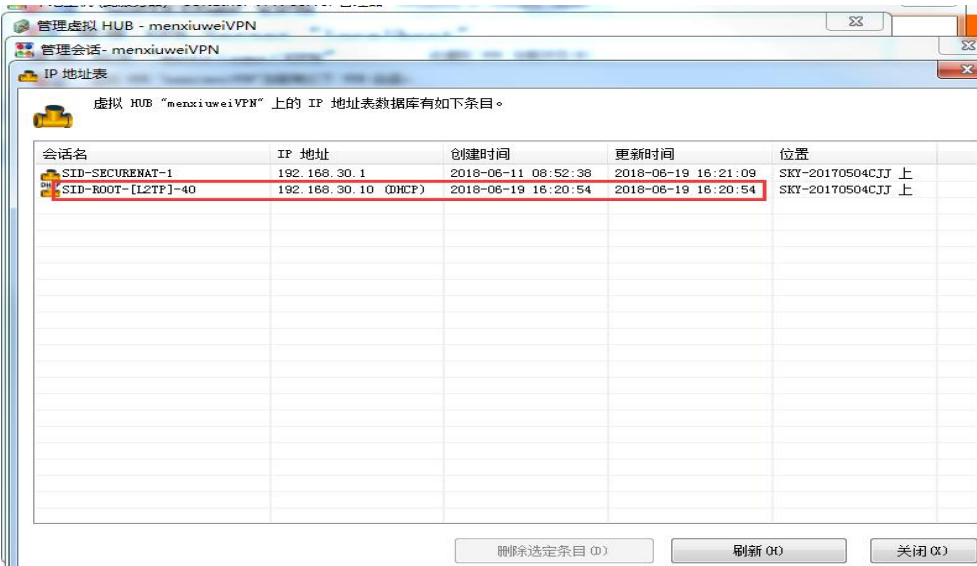 管理虚拟 HUB - menxiuweiVPN
管理会话- menxiuweiVPN
IP 地址表
虚拟 HUB “menxiuweiVPN” 上的 IP 地址表数据库有如下条目。
会话名 IP 地址 创建时间 更新时间 位置
SID-SECURENAT-1 192.168.30.1 2018-06-11 08:52:38 2018-06-19 16:21:09 SKY-20170504CJJ 上
SID-ROOT-[L2TP]-40 192.168.30.10 (DHCP) 2018-06-19 16:20:54 2018-06-19 16:20:54 SKY-20170504CJJ 上
删除选定条目(D) 刷新(H) 关闭(X)